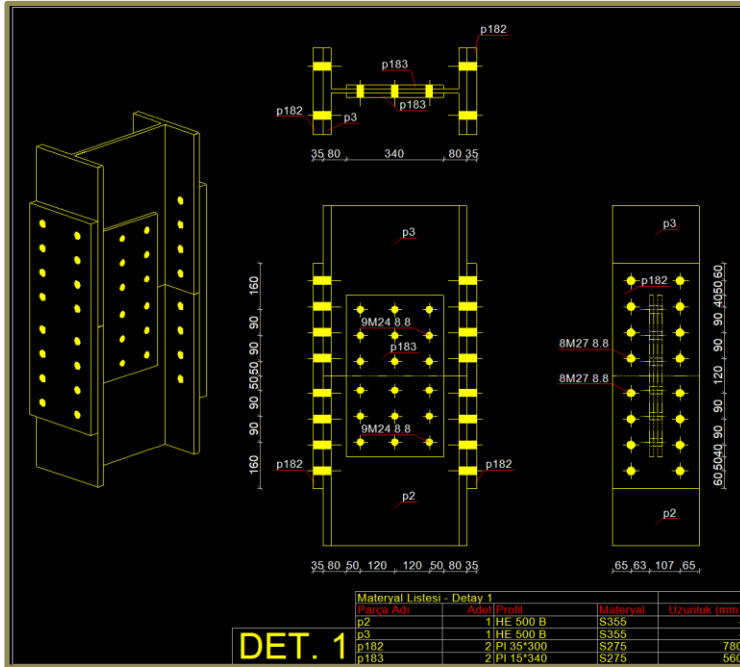 p182
p183
p183
p182
p3
35 80 340 80 35
p3
p3
160
90
90
50 50
90
90
160
9M24 8.8
p183
9M24 8.8
p182
p182
p2
35 80 50 120 120 50 80 35
p182
8M27 8.8
8M27 8.8
40 50 60
90
90
120
90
90
60 50 40
p2
65 63 107 65
Materyal Listesi - Detay 1
Parça Adı Adet Profil Materyal Uzunluk (mm
p2 1 HE 500 B S355
p3 1 HE 500 B S355
p182 2 PI 35*300 S275 780
p183 2 PI 15*340 S275 560
DET. 1